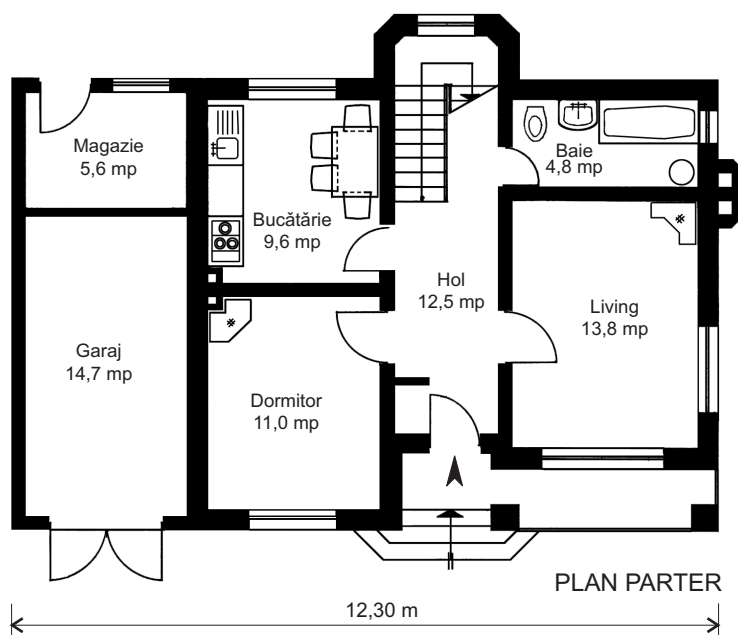 Magazie
5,6 mp
Bucătărie
9,6 mp
Baie
4,8 mp
Hol
12,5 mp
Living
13,8 mp
Garaj
14,7 mp
Dormitor
11,0 mp
PLAN PARTER
12,30 m